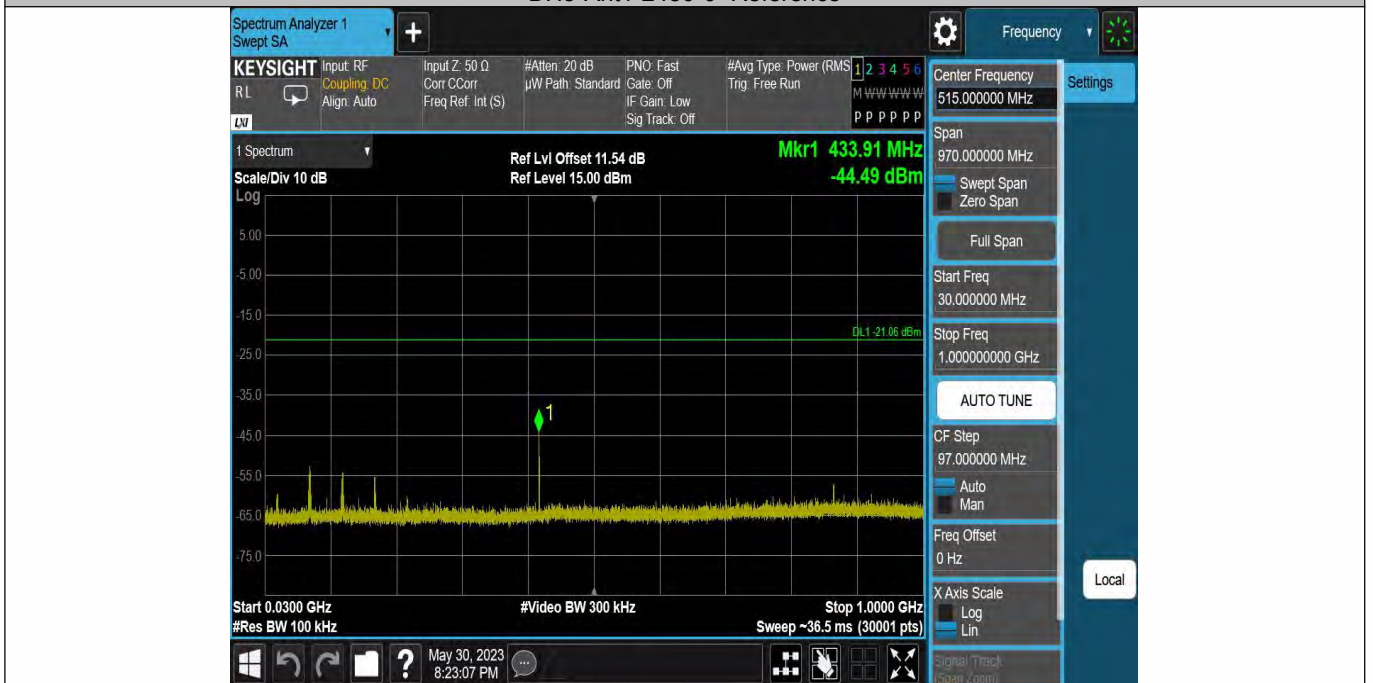 Spectrum Analyzer 1
Swept SA
+
Frequency
KEYSIGHT
RL
LXI
Input: RF
Coupling: DC
Align: Auto
Input Z: 50 Ω
Corr CCorr
Freq Ref: Int (S)
#Atten: 20 dB
µW Path: Standard
PNO: Fast
Gate: Off
IF Gain: Low
Sig Track: Off
#Avg Type: Power (RMS
Trig: Free Run
1 2 3 4 5 6
M W W W W W
P P P P P P
1 Spectrum
Scale/Div 10 dB
Ref Lvl Offset 11.54 dB
Ref Level 15.00 dBm
Mkr1 433.91 MHz
-44.49 dBm
Log
5.00
-5.00
-15.0
DL1 -21.06 dBm
-25.0
-35.0
1
-45.0
-55.0
-65.0
-75.0
Start 0.0300 GHz
#Res BW 100 kHz
#Video BW 300 kHz
Stop 1.0000 GHz
Sweep ~36.5 ms (30001 pts)
?
May 30, 2023
8:23:07 PM
Center Frequency
515.000000 MHz
Settings
Span
970.000000 MHz
Swept Span
Zero Span
Full Span
Start Freq
30.000000 MHz
Stop Freq
1.000000000 GHz
AUTO TUNE
CF Step
97.000000 MHz
Auto
Man
Freq Offset
0 Hz
X Axis Scale
Log
Lin
Local
Signal Track
(Span Zoom)